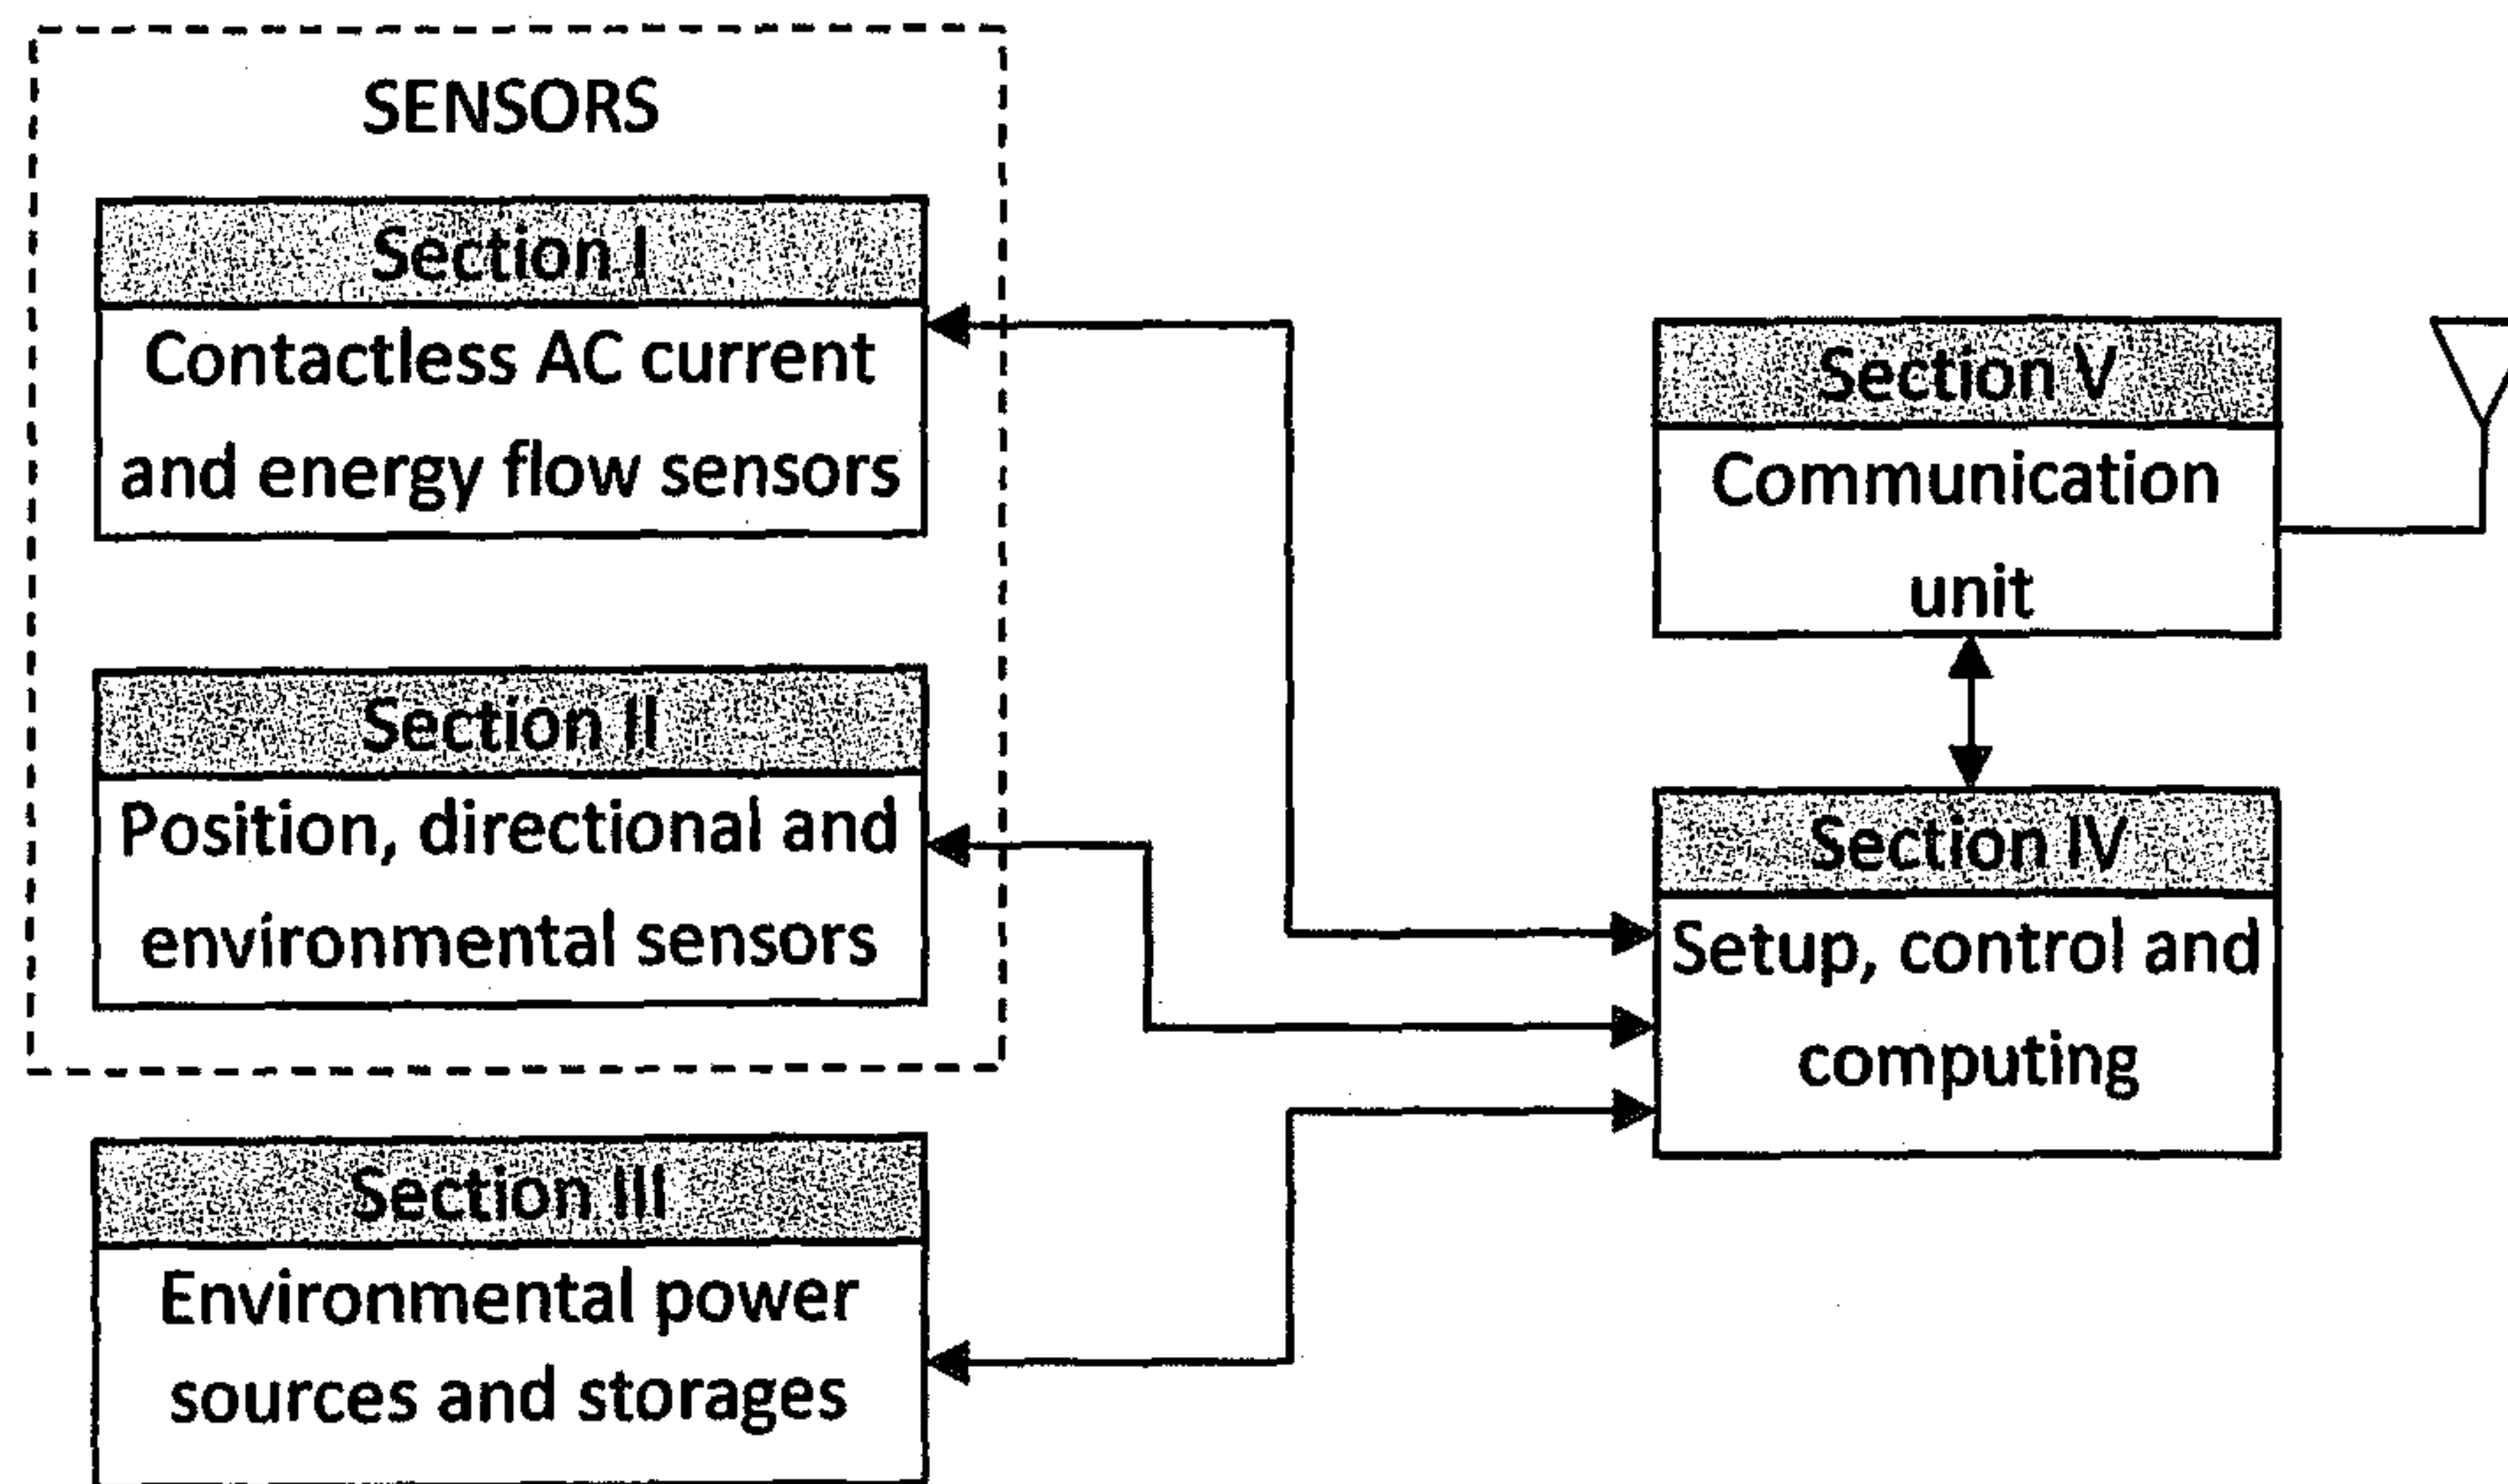 SENSORS
Section I
Contactless AC current
and energy flow sensors
Section II
Position, directional and
environmental sensors
Section III
Environmental power
sources and storages
Section V
Communication
unit
Section IV
Setup, control and
computing